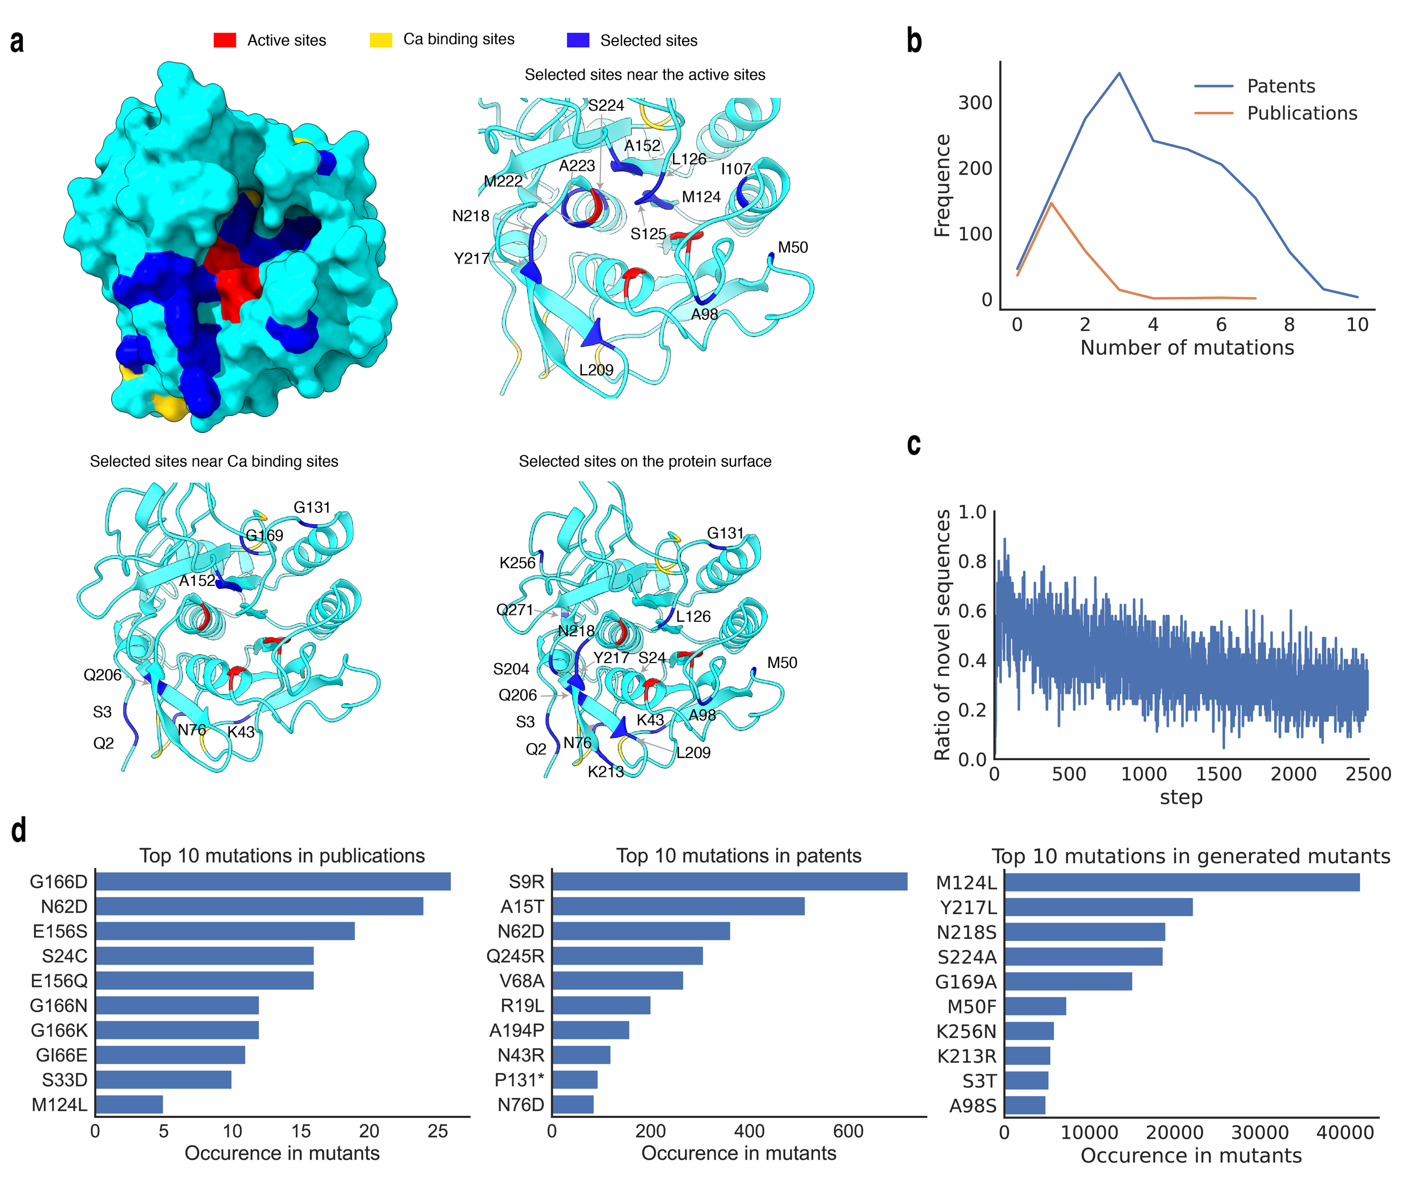 a
Active sites
Ca binding sites
Selected sites
Selected sites near the active sites
S224
A152
L126
A223
I107
M222
M124
N218
S125
Y217
M50
A98
L209
Selected sites near Ca binding sites
G131
G169
A152
Q206
S3
N76
K43
Q2
Selected sites on the protein surface
G131
K256
Q271
L126
N218
Y217
S24
S204
M50
Q206
A98
S3
K43
N76
Q2
L209
K213
b
Patents
Publications
Frequency
300
200
100
0
0 2 4 6 8 10
Number of mutations
c
Ratio of novel sequences
1.0
0.8
0.6
0.4
0.2
0.0
0 500 1000 1500 2000 2500
step
d
Top 10 mutations in publications
G166D
N62D
E156S
S24C
E156Q
G166N
G166K
GI66E
S33D
M124L
0 5 10 15 20 25
Occurence in mutants
Top 10 mutations in patents
S9R
A15T
N62D
Q245R
V68A
R19L
A194P
N43R
P131*
N76D
0 200 400 600
Occurence in mutants
Top 10 mutations in generated mutants
M124L
Y217L
N218S
S224A
G169A
M50F
K256N
K213R
S3T
A98S
0 10000 20000 30000 40000
Occurence in mutants